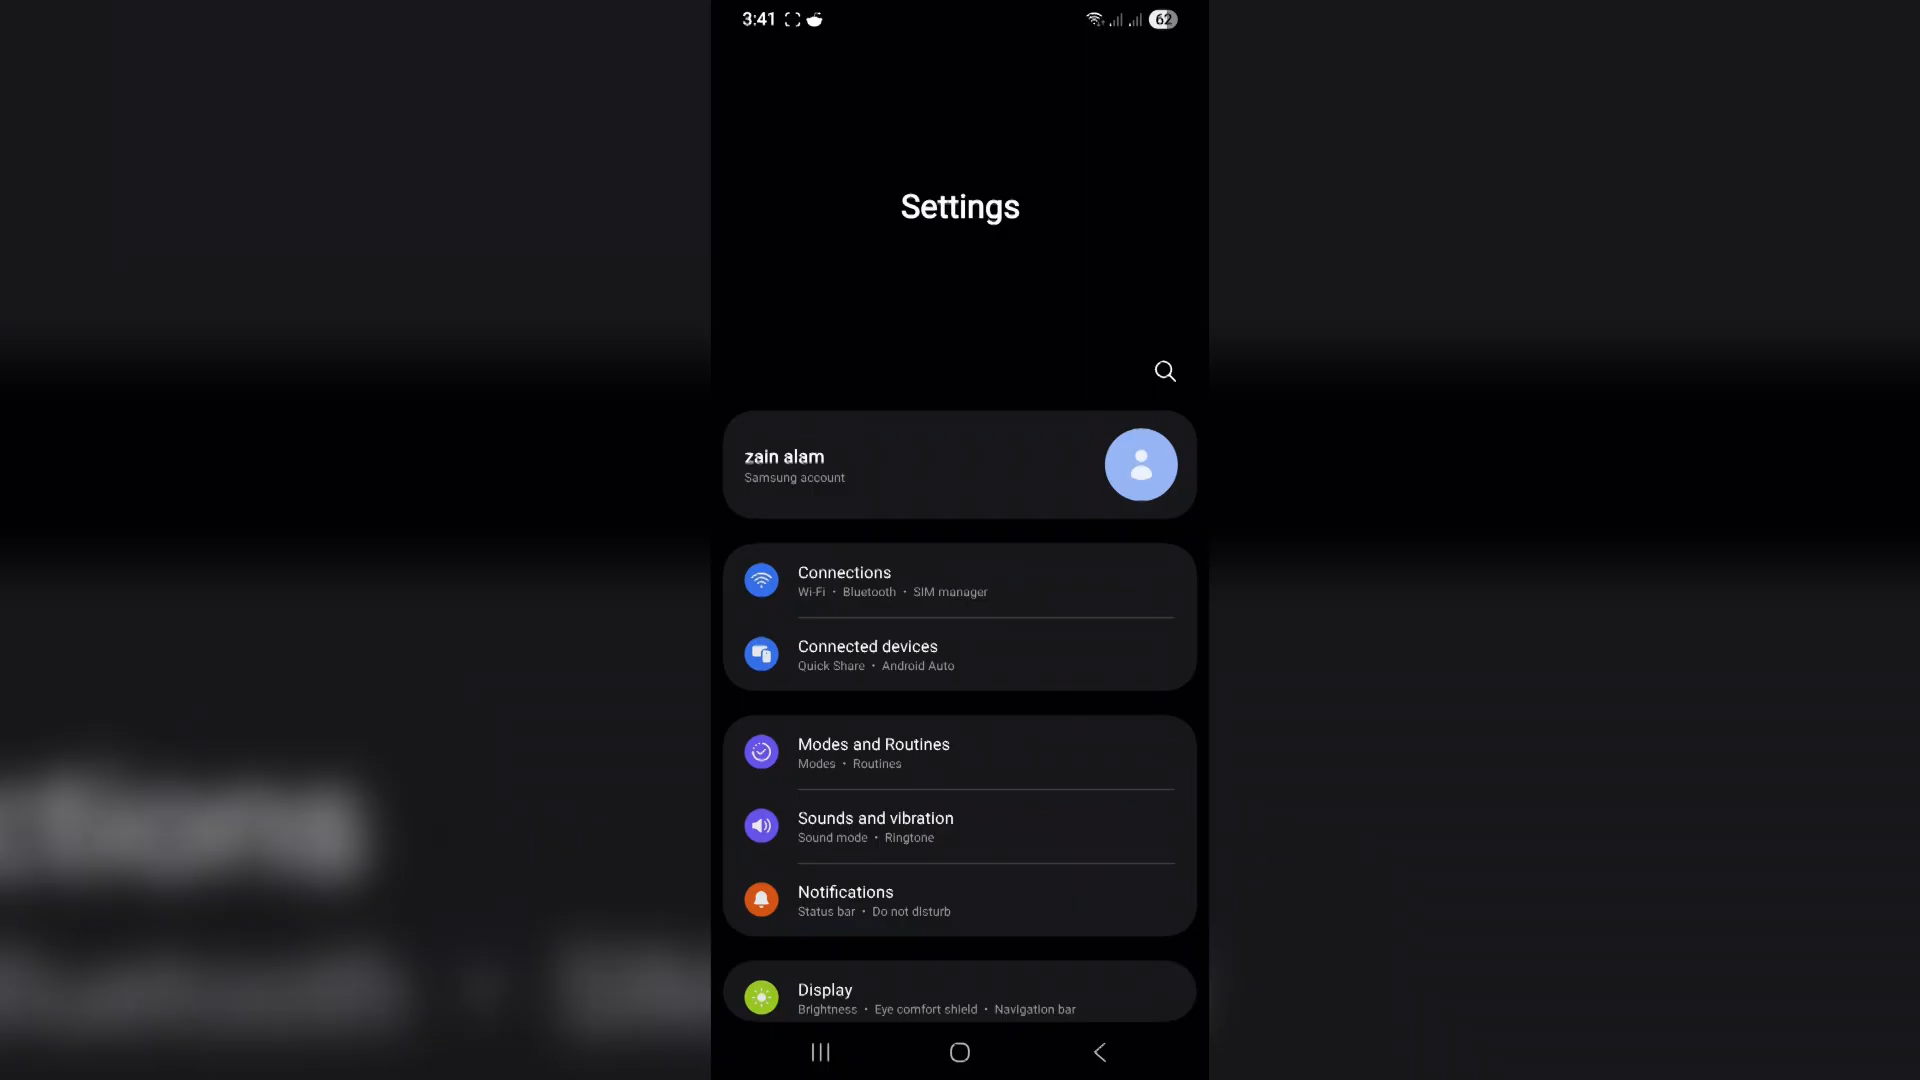 3:41
62
Settings
zain alam
Samsung account
Connections
Wi-Fi • Bluetooth • SIM manager
Connected devices
Quick Share • Android Auto
Modes and Routines
Modes • Routines
Sounds and vibration
Sound mode • Ringtone
Notifications
Status bar • Do not disturb
Display
Brightness • Eye comfort shield • Navigation bar